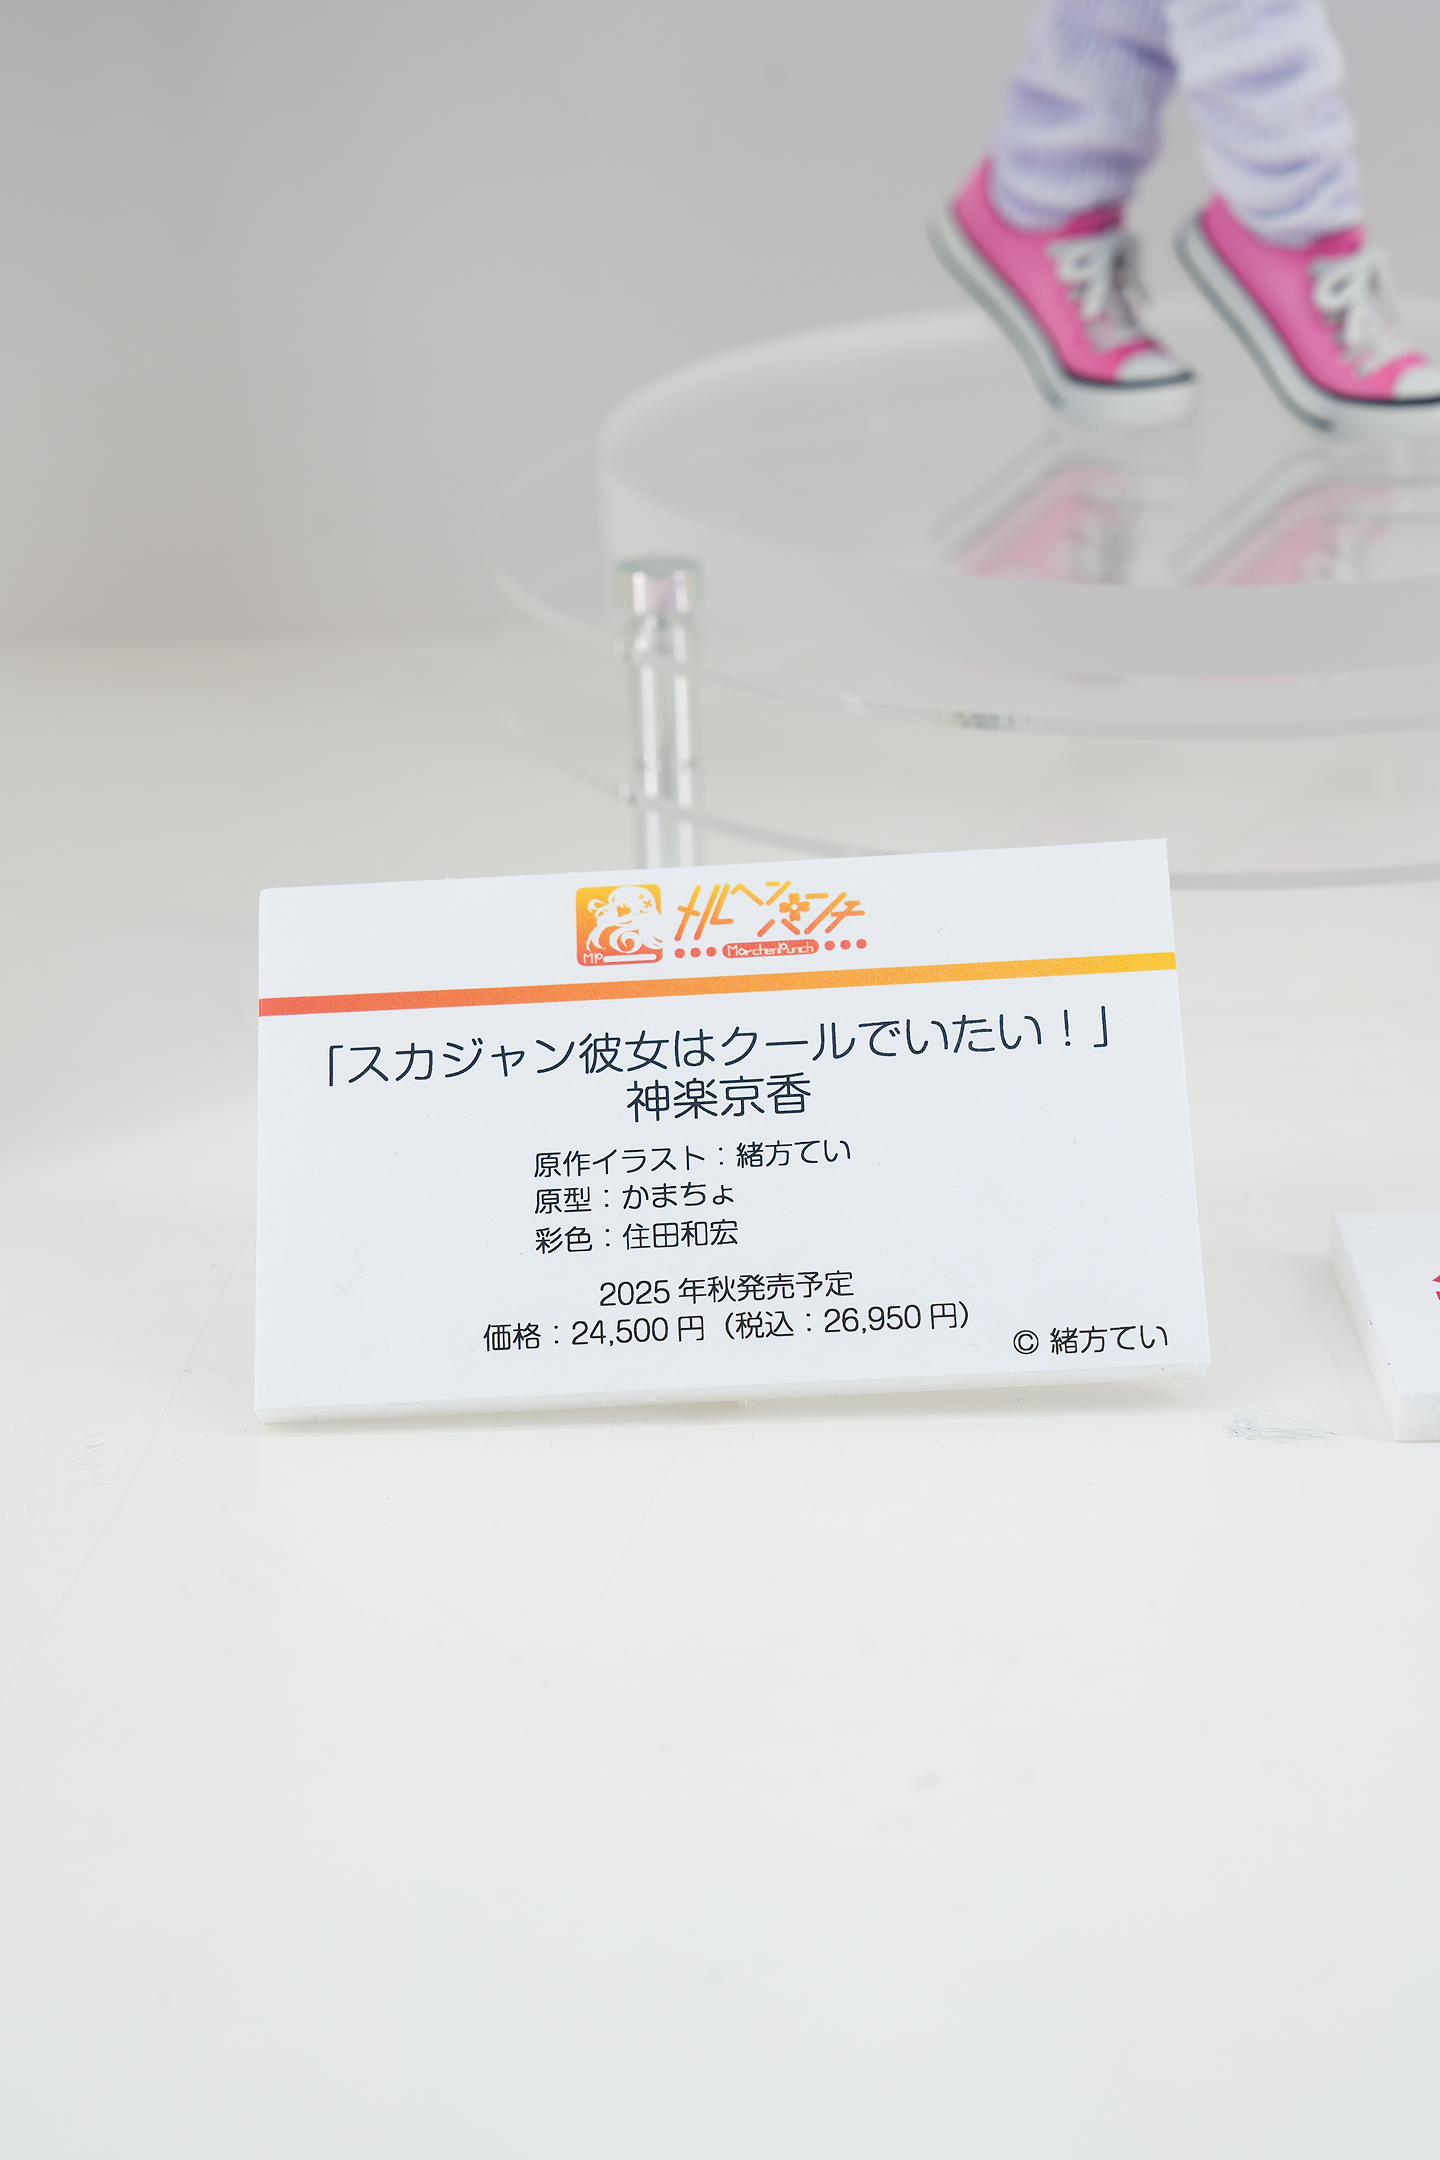 MP
メルヘンパンチ
MärchenPunch
「スカジャン彼女はクールでいたい！」
神楽京香
原作イラスト：緒方てい
原型：かまちょ
彩色：住田和宏
2025年秋発売予定
価格：24,500円（税込：26,950円）
© 緒方てい